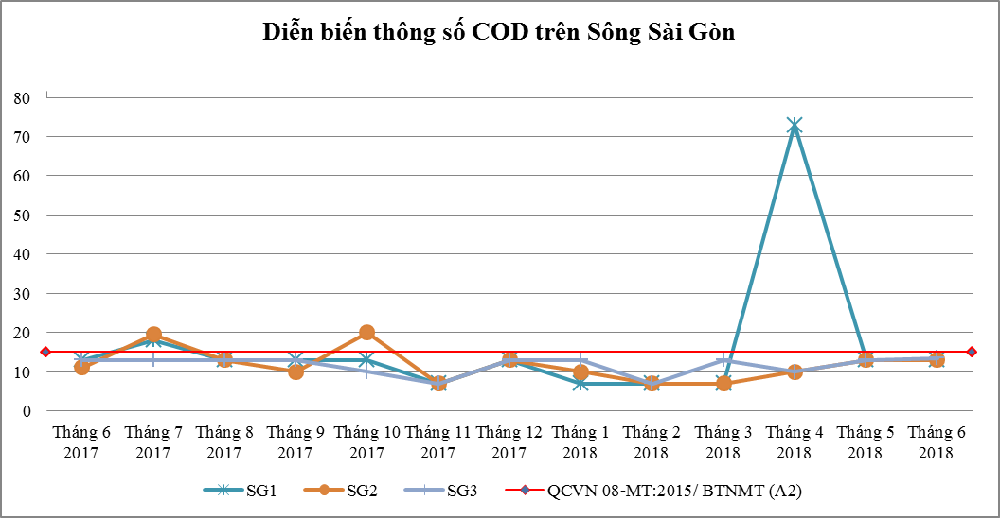 Diễn biến thông số COD trên Sông Sài Gòn
80
70
60
50
40
30
20
10
0
Tháng 6 Tháng 7 Tháng 8 Tháng 9 Tháng 10 Tháng 11 Tháng 12 Tháng 1 Tháng 2 Tháng 3 Tháng 4 Tháng 5 Tháng 6
2017 2017 2017 2017 2017 2017 2017 2018 2018 2018 2018 2018 2018
SG1 SG2 SG3 QCVN 08-MT:2015/ BTNMT (A2)